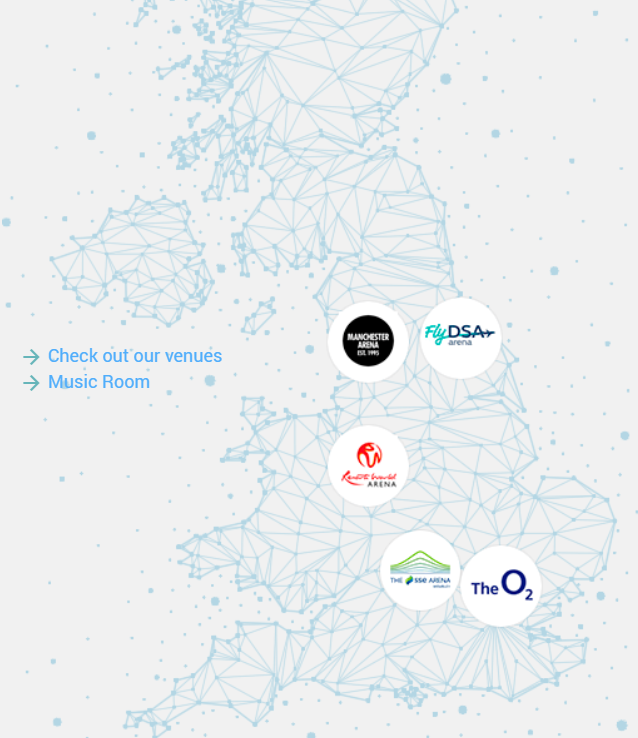 MANCHESTER
ARENA
EST. 1995
FlyDSA
arena
→ Check out our venues
→ Music Room
Resorts World
ARENA
THE sse ARENA
The O2